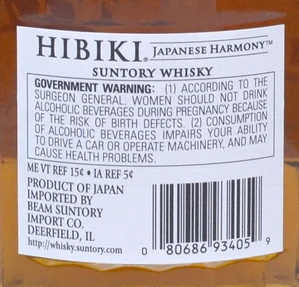 HIBIKI® JAPANESE HARMONY™
SUNTORY WHISKY
GOVERNMENT WARNING: (1) ACCORDING TO THE
SURGEON GENERAL, WOMEN SHOULD NOT DRINK
ALCOHOLIC BEVERAGES DURING PREGNANCY BECAUSE
OF THE RISK OF BIRTH DEFECTS. (2) CONSUMPTION
OF ALCOHOLIC BEVERAGES IMPAIRS YOUR ABILITY
TO DRIVE A CAR OR OPERATE MACHINERY, AND MAY
CAUSE HEALTH PROBLEMS.
ME VT REF 15¢ • IA REF 5¢
PRODUCT OF JAPAN
IMPORTED BY
BEAM SUNTORY
IMPORT CO.
DEERFIELD, IL
http://whisky.suntory.com
0 80686 93405 9